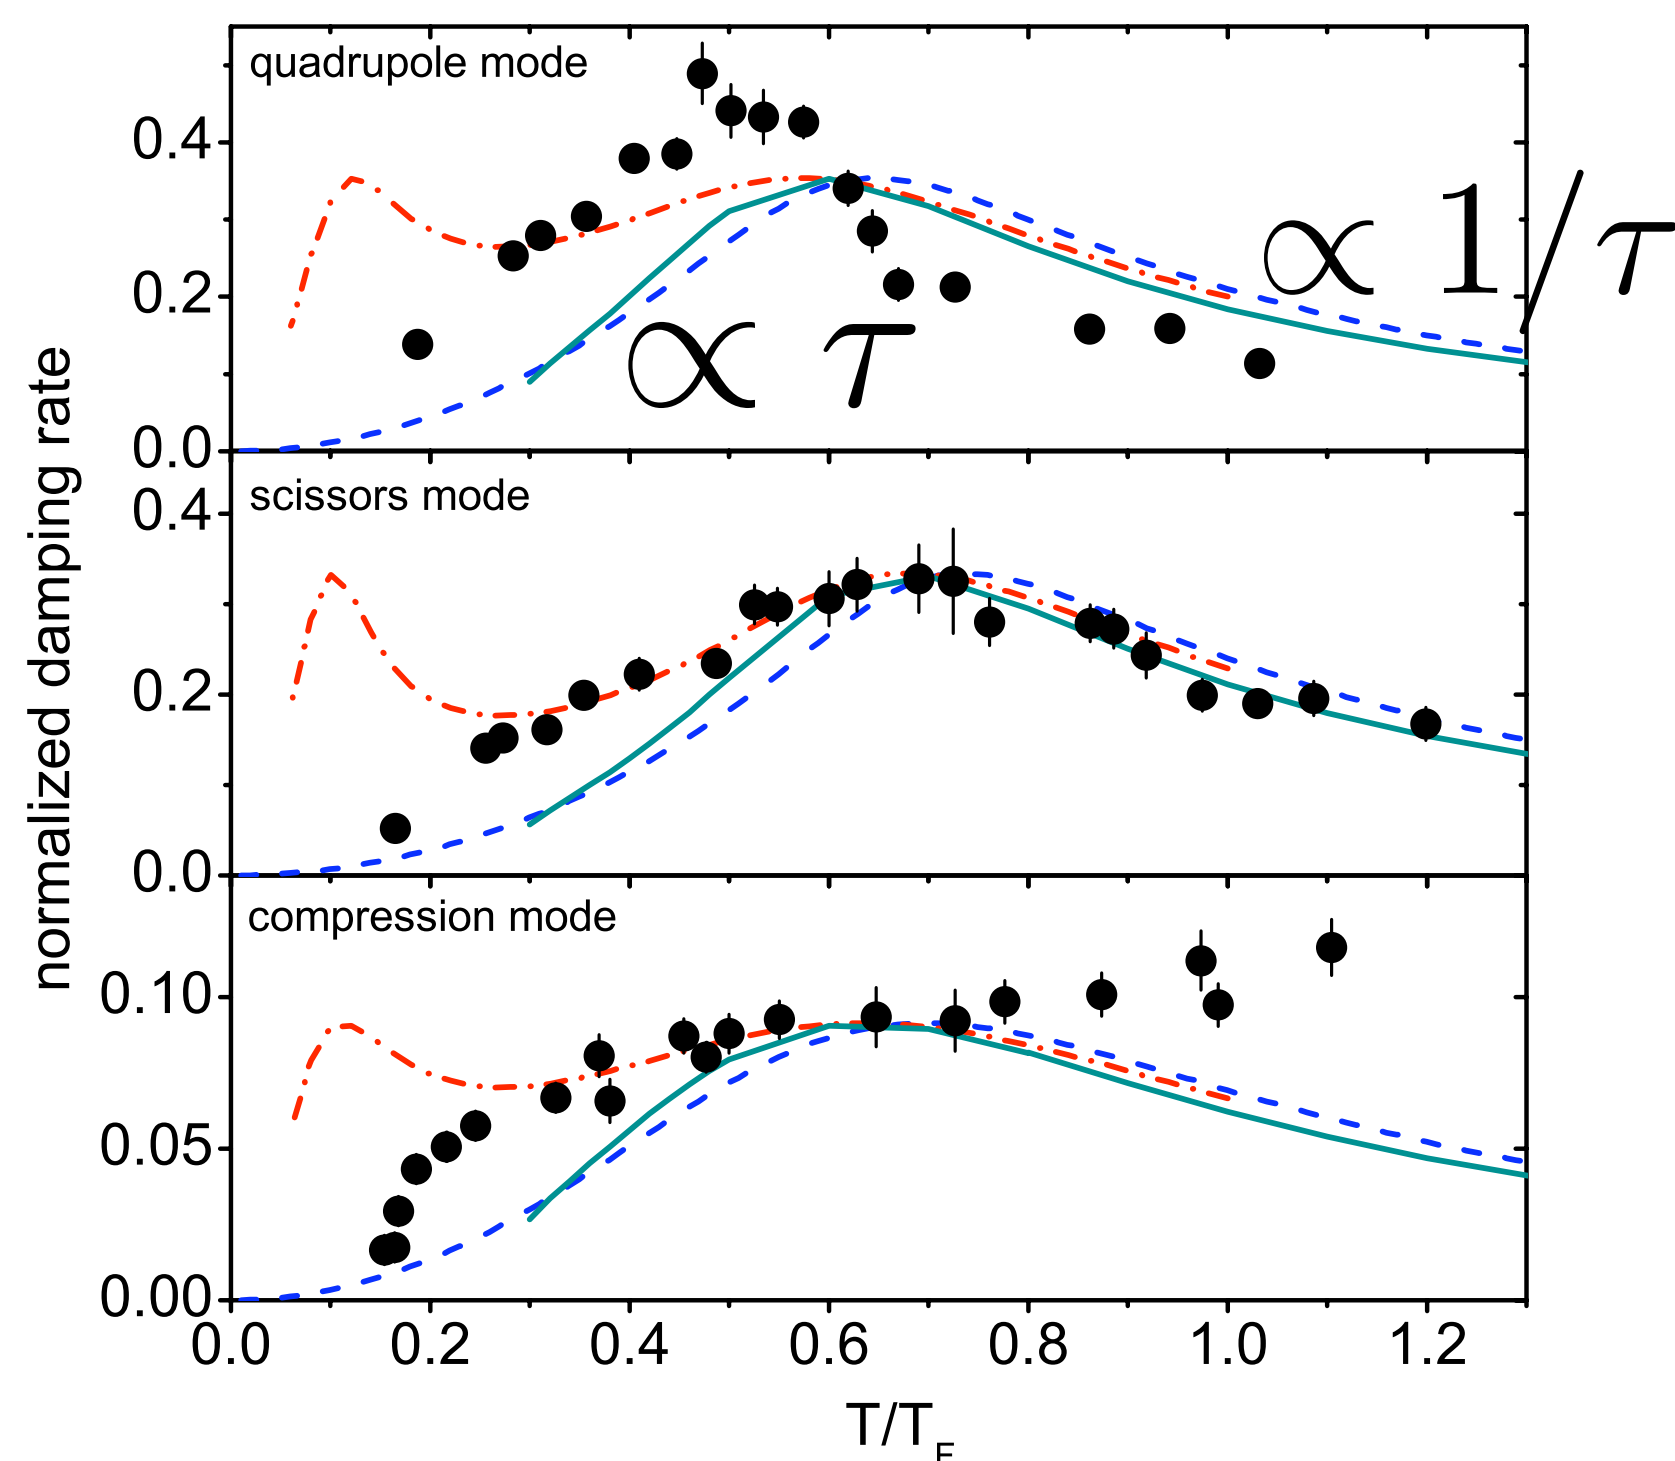 quadrupole mode
0.4
0.2
0.0
∝ τ
∝ 1/τ
scissors mode
0.4
0.2
0.0
compression mode
0.10
0.05
0.00
0.0 0.2 0.4 0.6 0.8 1.0 1.2
T/T_F
normalized damping rate